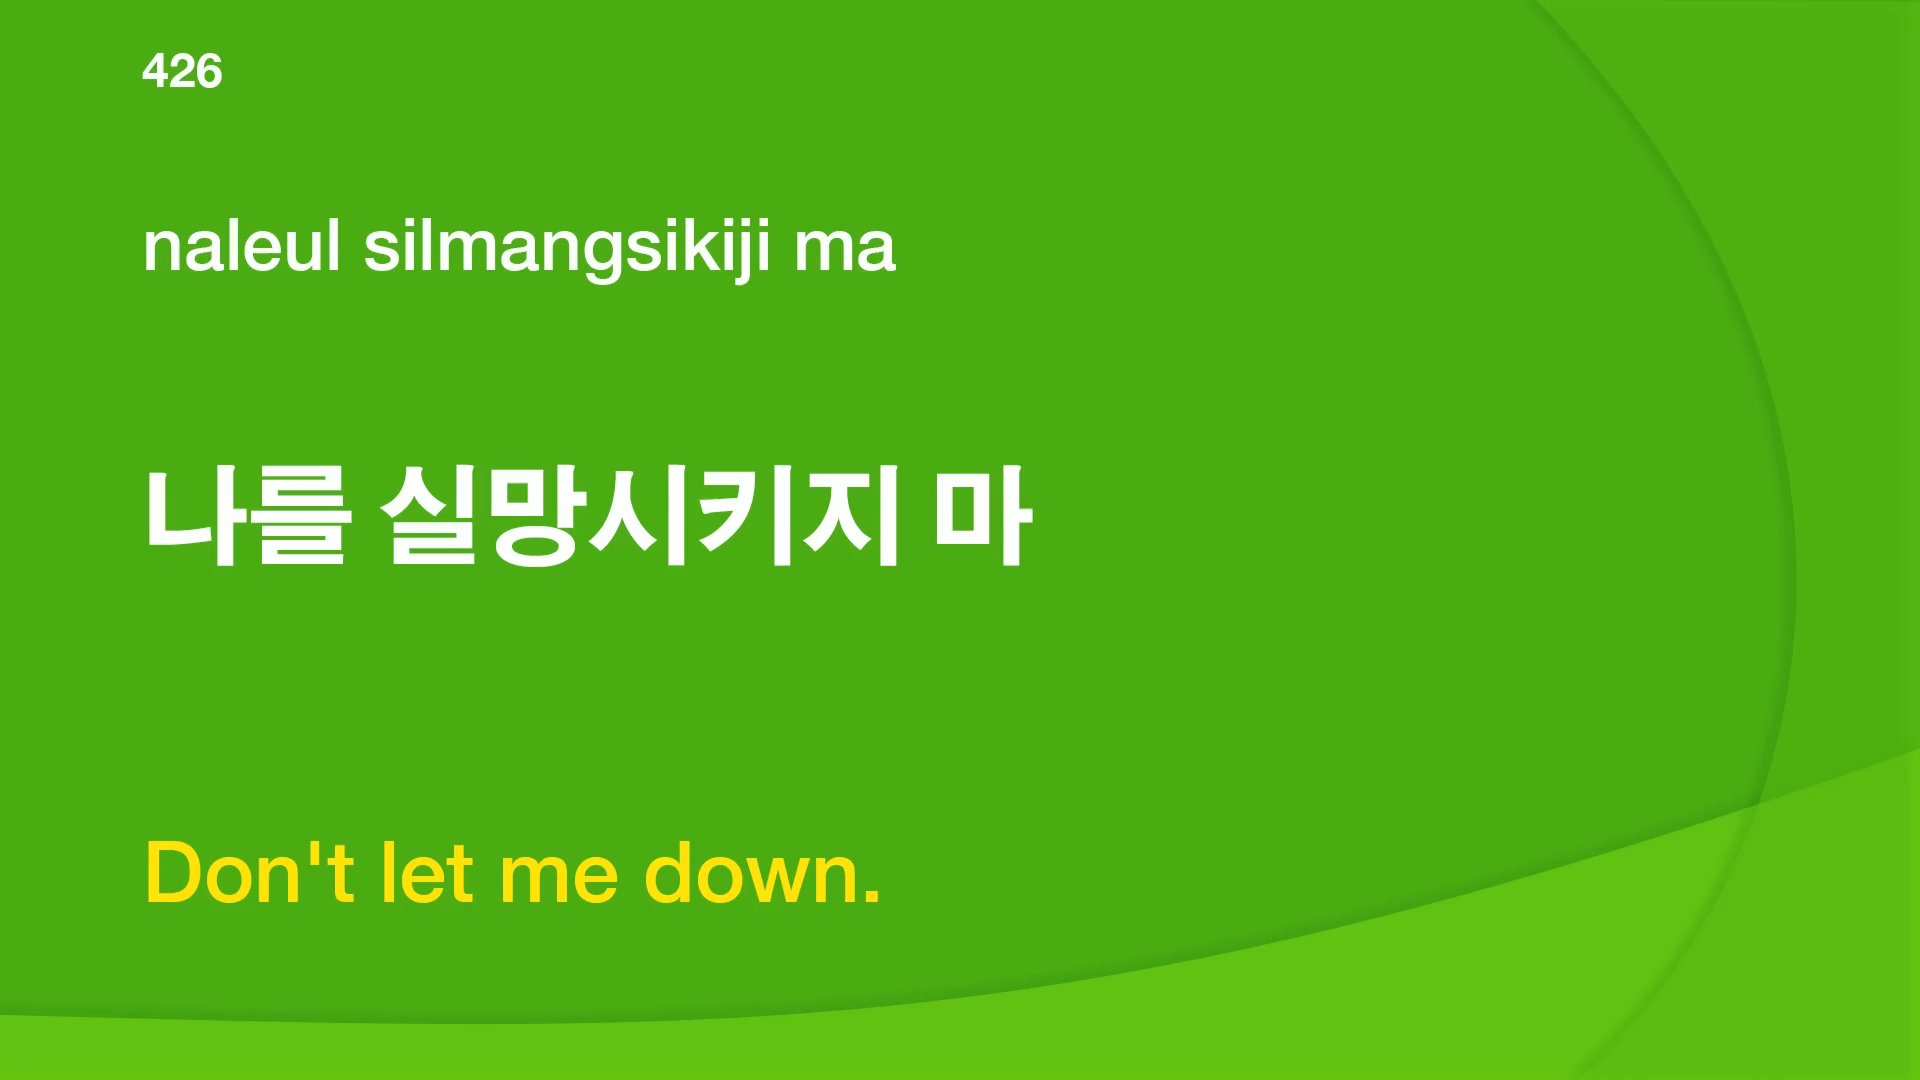 426
naleul silmangsikiji ma
나를 실망시키지 마
Don't let me down.